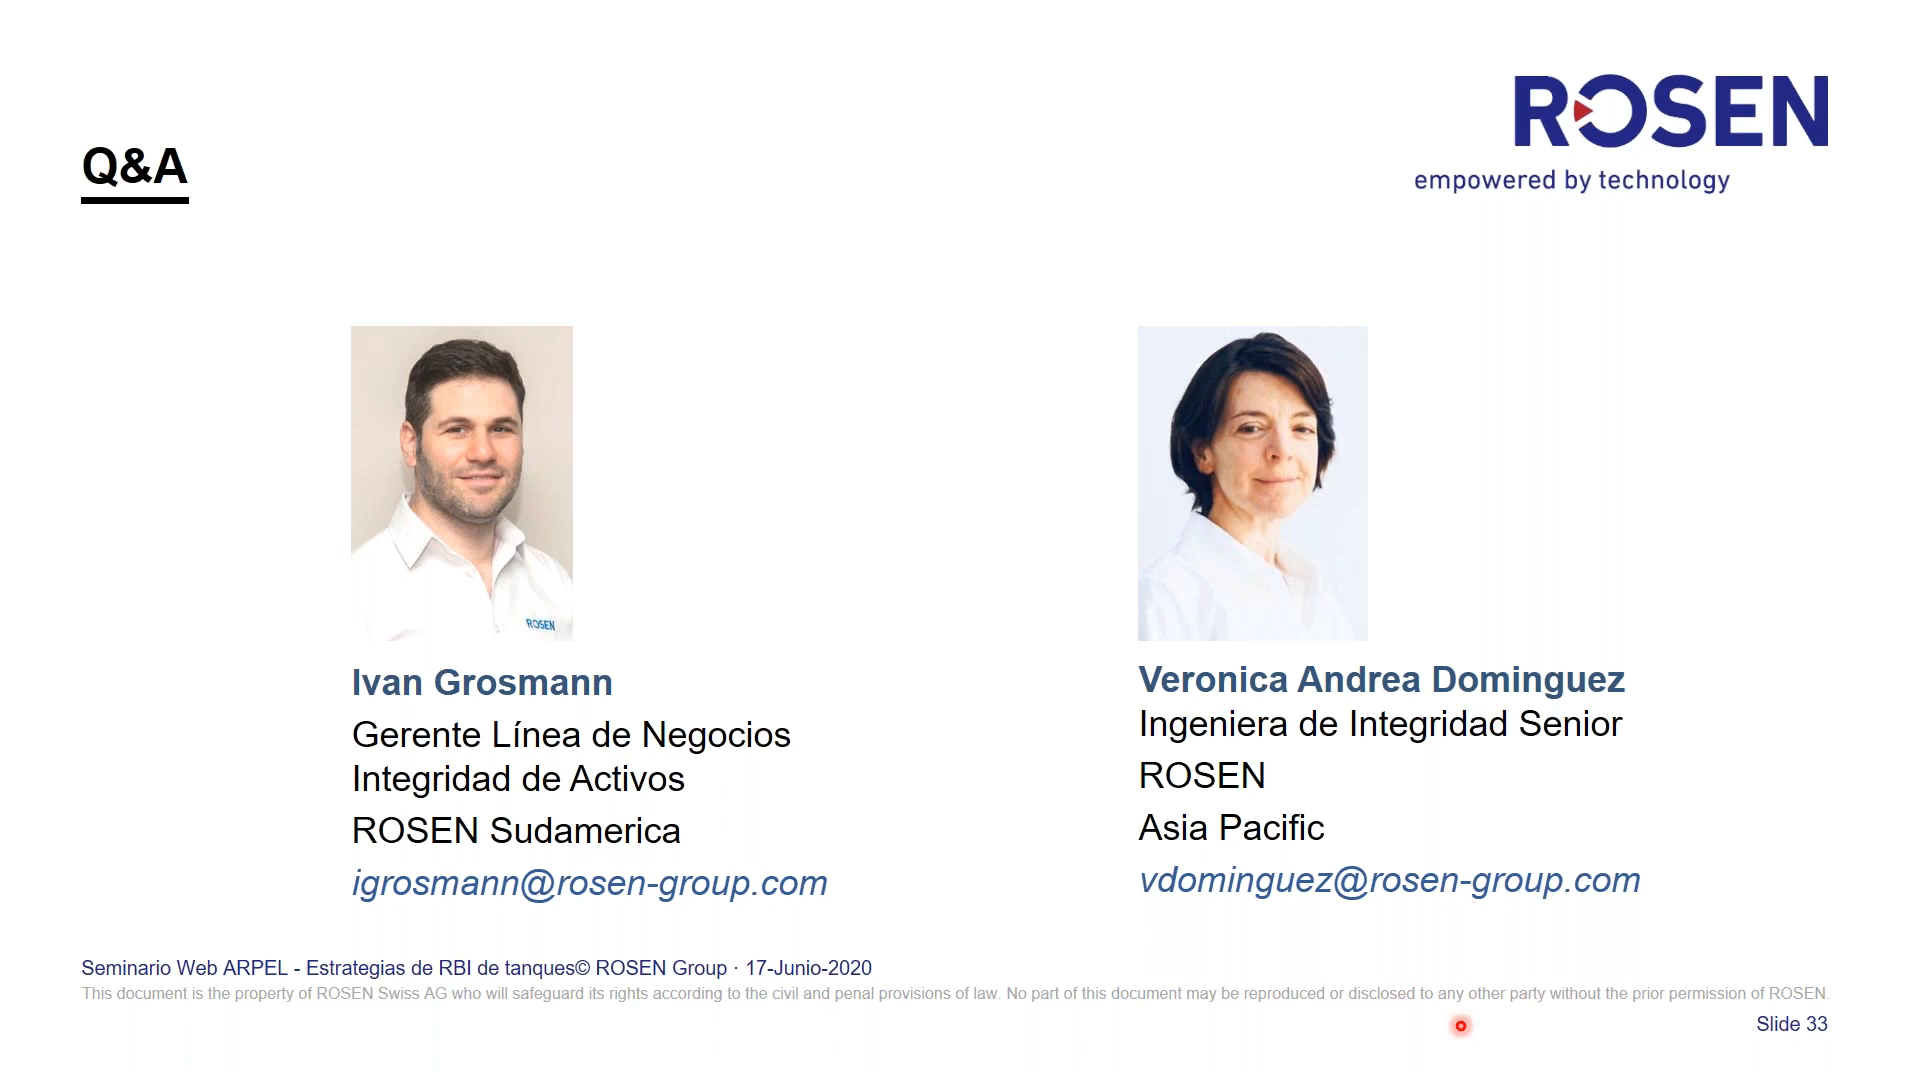 ROSEN
empowered by technology
Q&A
ROSEN
Ivan Grosmann
Gerente Línea de Negocios
Integridad de Activos
ROSEN Sudamerica
igrosmann@rosen-group.com
Veronica Andrea Dominguez
Ingeniera de Integridad Senior
ROSEN
Asia Pacific
vdominguez@rosen-group.com
Seminario Web ARPEL - Estrategias de RBI de tanques© ROSEN Group · 17-Junio-2020
This document is the property of ROSEN Swiss AG who will safeguard its rights according to the civil and penal provisions of law. No part of this document may be reproduced or disclosed to any other party without the prior permission of ROSEN.
Slide 33